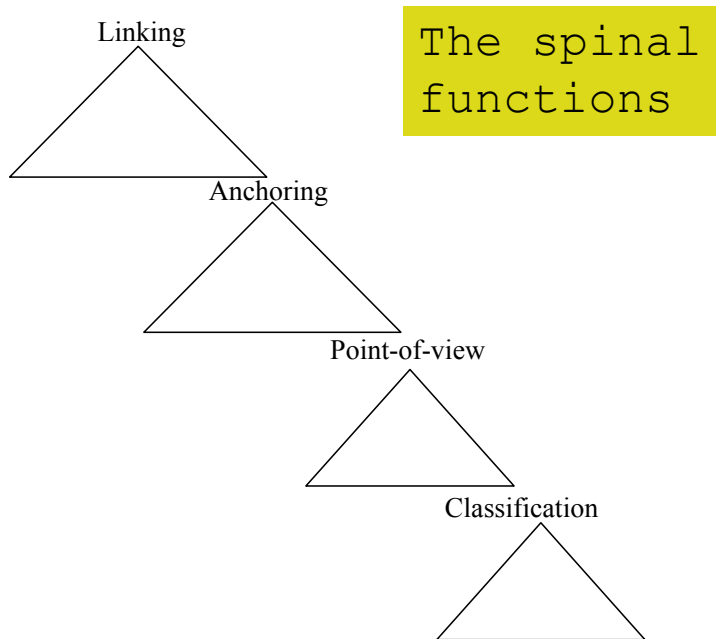 Linking
The spinal
functions
Anchoring
Point-of-view
Classification